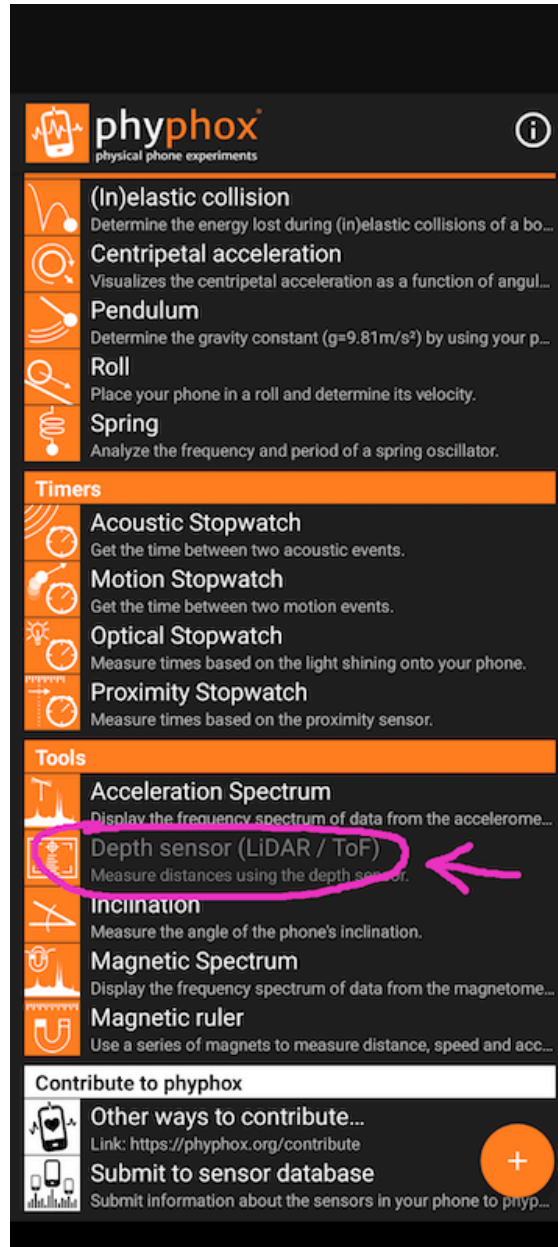 phyphox
physical phone experiments
(In)elastic collision
Determine the energy lost during (in)elastic collisions of a bo...
Centripetal acceleration
Visualizes the centripetal acceleration as a function of angul...
Pendulum
Determine the gravity constant (g=9.81m/s²) by using your p...
Roll
Place your phone in a roll and determine its velocity.
Spring
Analyze the frequency and period of a spring oscillator.
Timers
Acoustic Stopwatch
Get the time between two acoustic events.
Motion Stopwatch
Get the time between two motion events.
Optical Stopwatch
Measure times based on the light shining onto your phone.
Proximity Stopwatch
Measure times based on the proximity sensor.
Tools
Acceleration Spectrum
Display the frequency spectrum of data from the accelerome...
Depth sensor (LiDAR / ToF)
Measure distances using the depth sensor.
Inclination
Measure the angle of the phone's inclination.
Magnetic Spectrum
Display the frequency spectrum of data from the magnetome...
Magnetic ruler
Use a series of magnets to measure distance, speed and acc...
Contribute to phyphox
Other ways to contribute...
Link: https://phyphox.org/contribute
Submit to sensor database
Submit information about the sensors in your phone to phyp...